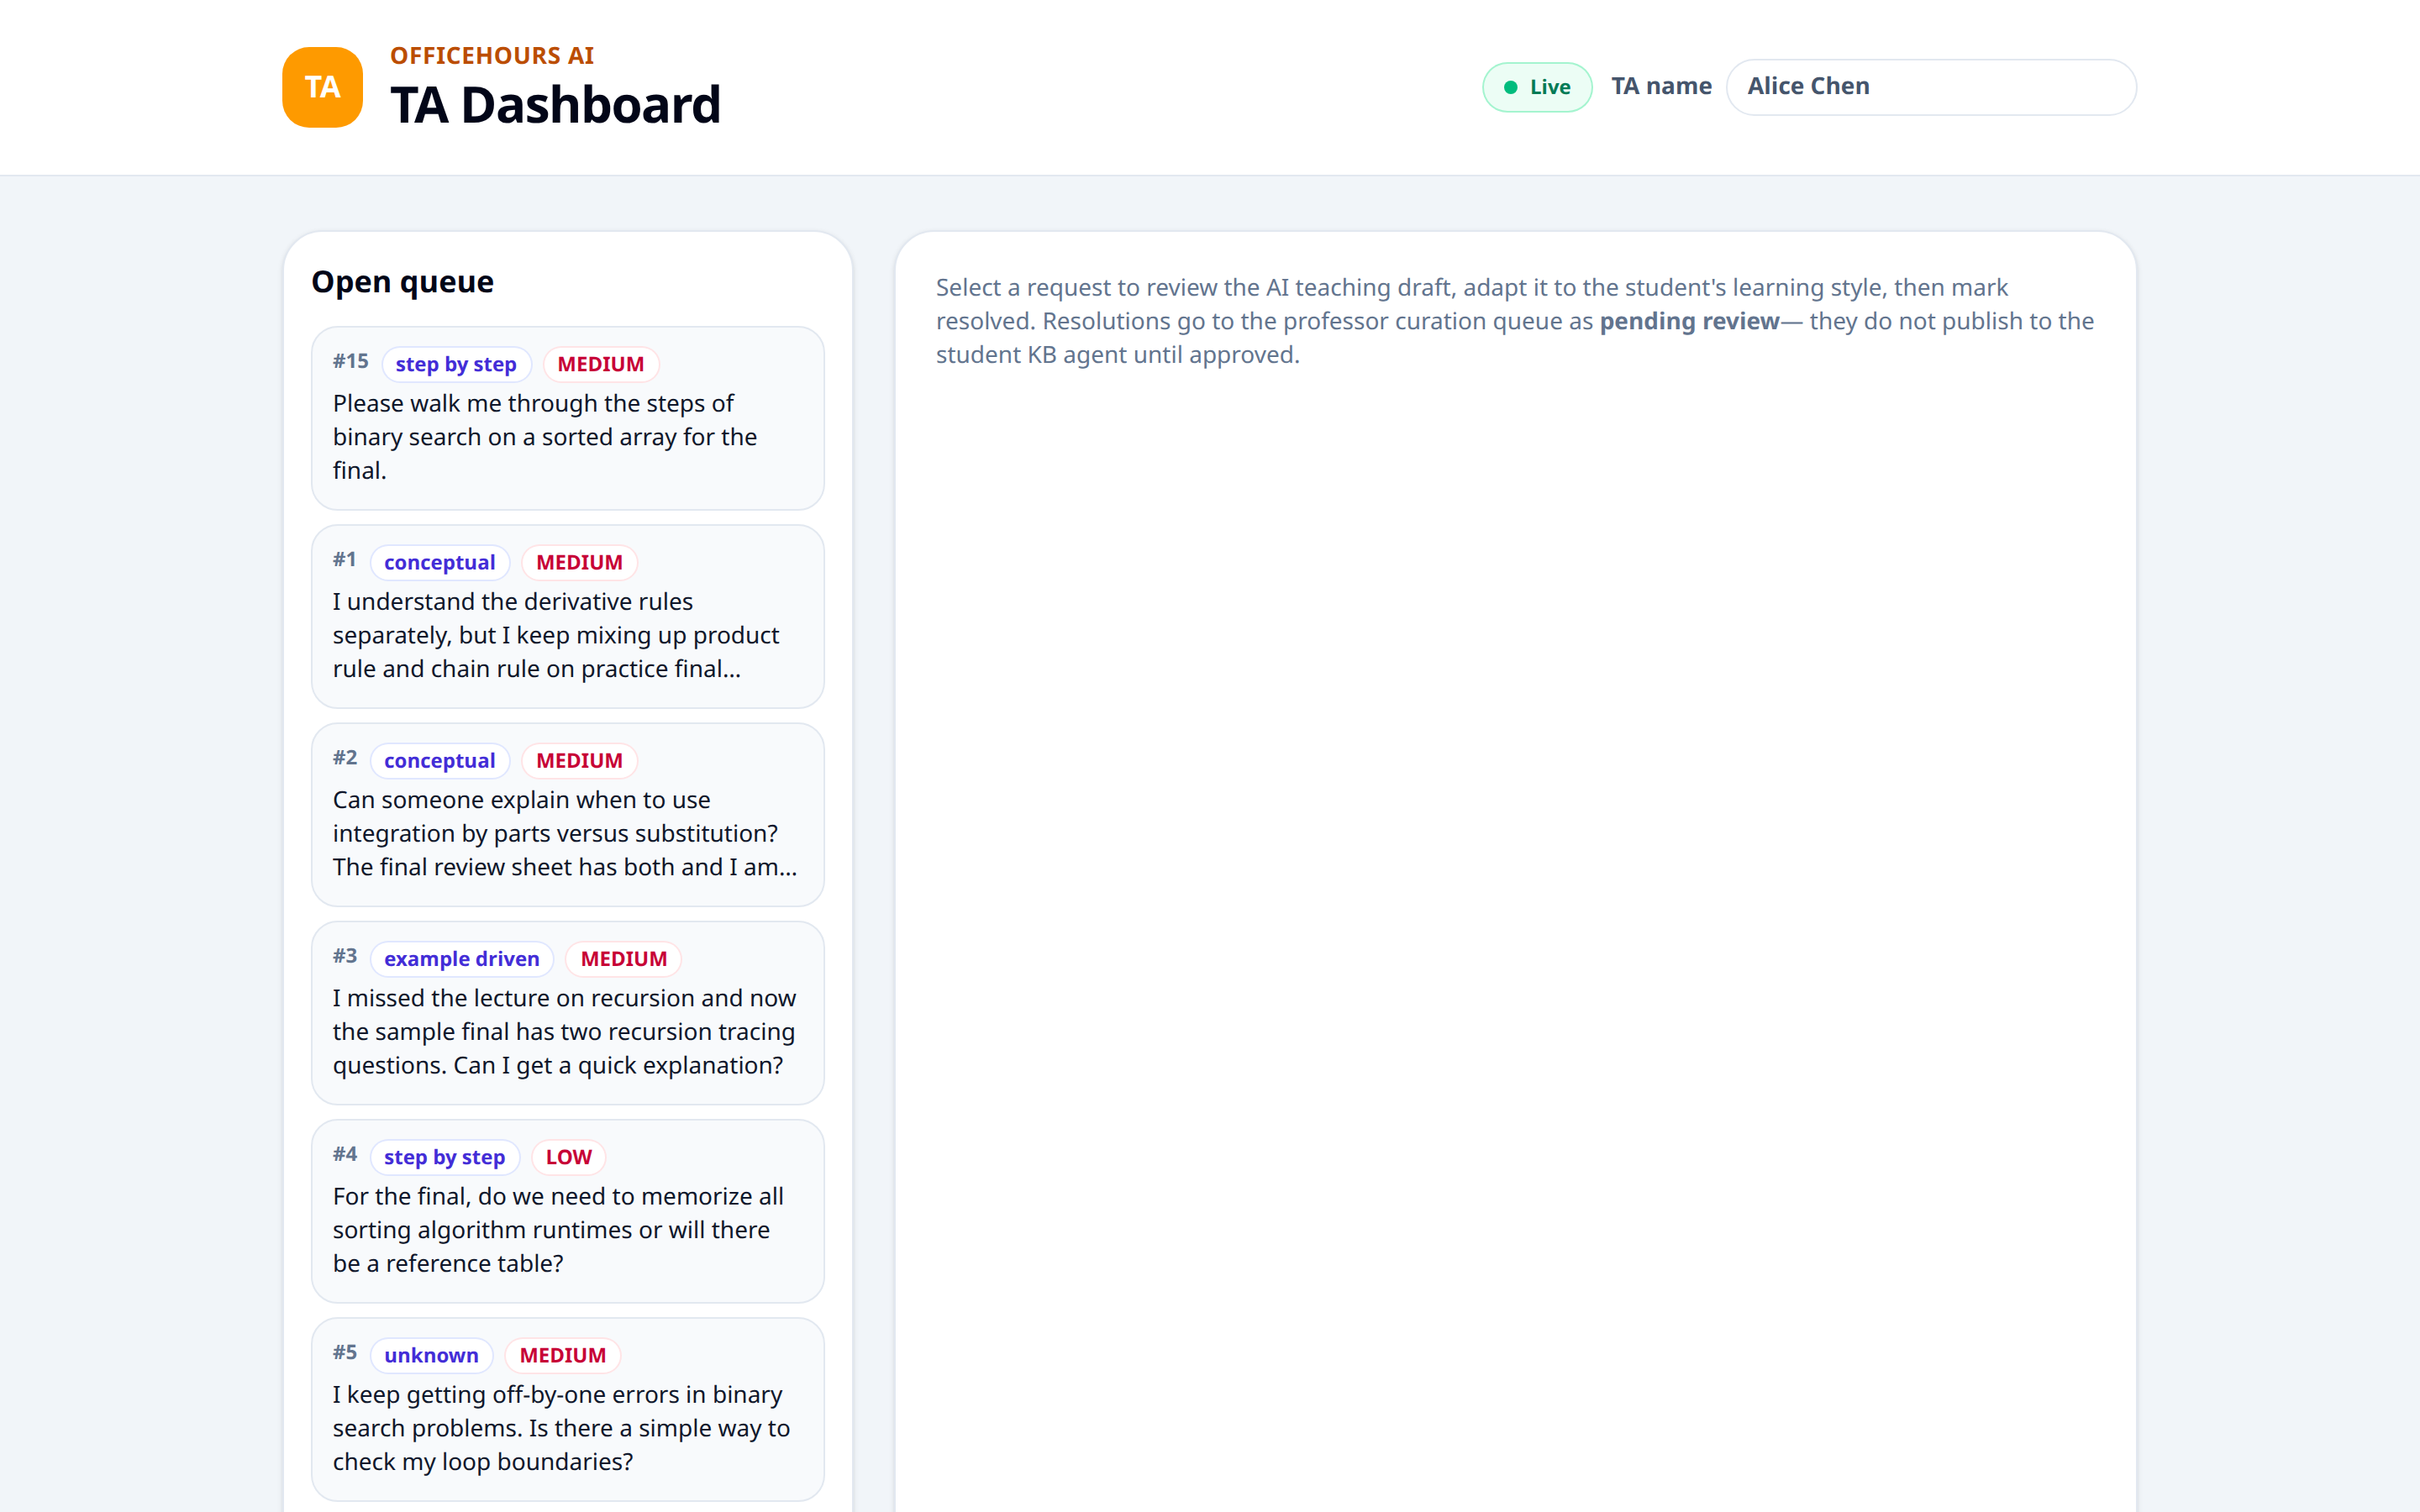 TA
OFFICEHOURS AI
TA Dashboard
Live
TA name
Alice Chen
Open queue
#15 step by step MEDIUM
Please walk me through the steps of
binary search on a sorted array for the
final.
#1 conceptual MEDIUM
I understand the derivative rules
separately, but I keep mixing up product
rule and chain rule on practice final...
#2 conceptual MEDIUM
Can someone explain when to use
integration by parts versus substitution?
The final review sheet has both and I am...
#3 example driven MEDIUM
I missed the lecture on recursion and now
the sample final has two recursion tracing
questions. Can I get a quick explanation?
#4 step by step LOW
For the final, do we need to memorize all
sorting algorithm runtimes or will there
be a reference table?
#5 unknown MEDIUM
I keep getting off-by-one errors in binary
search problems. Is there a simple way to
check my loop boundaries?
Select a request to review the AI teaching draft, adapt it to the student's learning style, then mark
resolved. Resolutions go to the professor curation queue as pending review— they do not publish to the
student KB agent until approved.